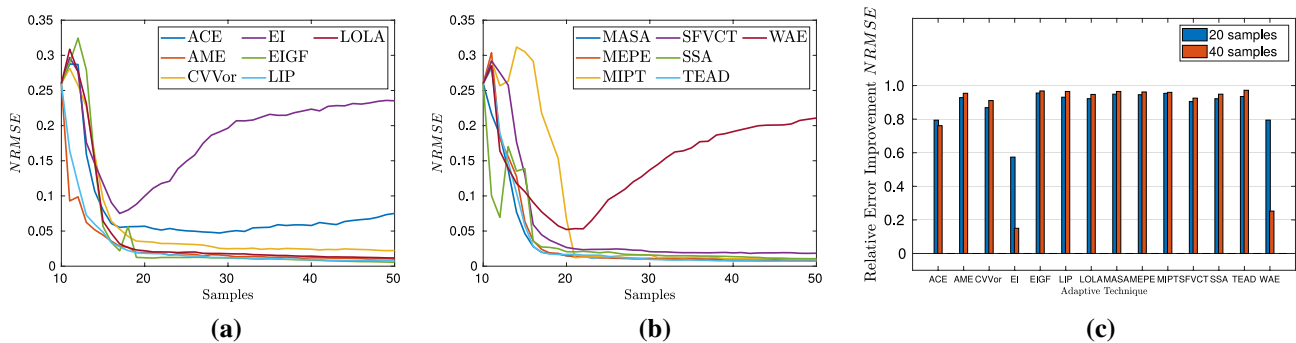 0.35
0.3
0.25
0.2
0.15
0.1
0.05
0
10 20 30 40 50
NRMSE
Samples
ACE EI LOLA
AME EIGF
CVVor LIP
(a)
0.35
0.3
0.25
0.2
0.15
0.1
0.05
0
10 20 30 40 50
NRMSE
Samples
MASA SFVCT WAE
MEPE SSA
MIPT TEAD
(b)
Relative Error Improvement NRMSE
1.0
0.8
0.6
0.4
0.2
0
20 samples
40 samples
ACE AME CVVor EI EIGF LIP LOLA MASA MEPE MIPT SFVCT SSA TEAD WAE
Adaptive Technique
(c)